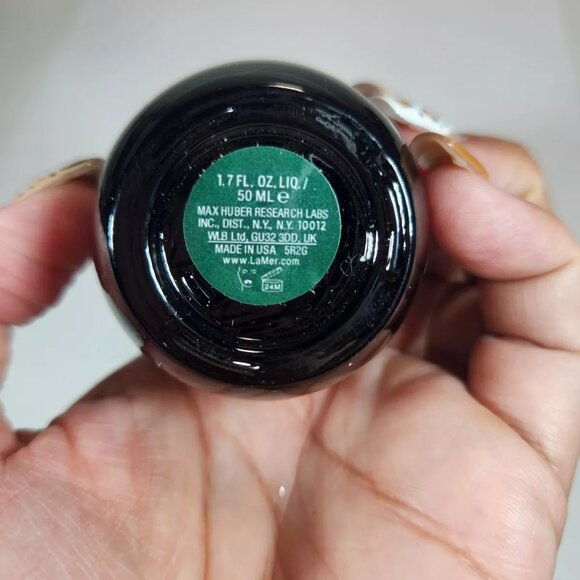 1.7 FL. OZ. LIQ. /
50 ML ℮
MAX HUBER RESEARCH LABS
INC., DIST., N.Y., N.Y. 10012
WLB Ltd, GU32 3DD, UK
MADE IN USA 5R2G
www.LaMer.com
24M